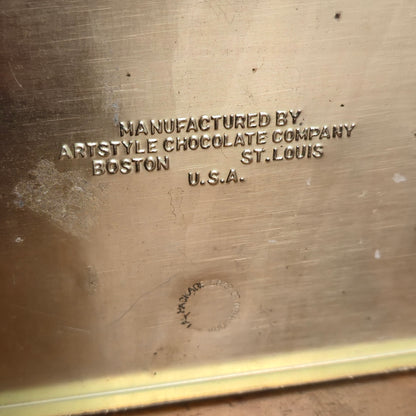 MANUFACTURED BY.
ARTSTYLE CHOCOLATE COMPANY
BOSTON ST. LOUIS
U.S.A.